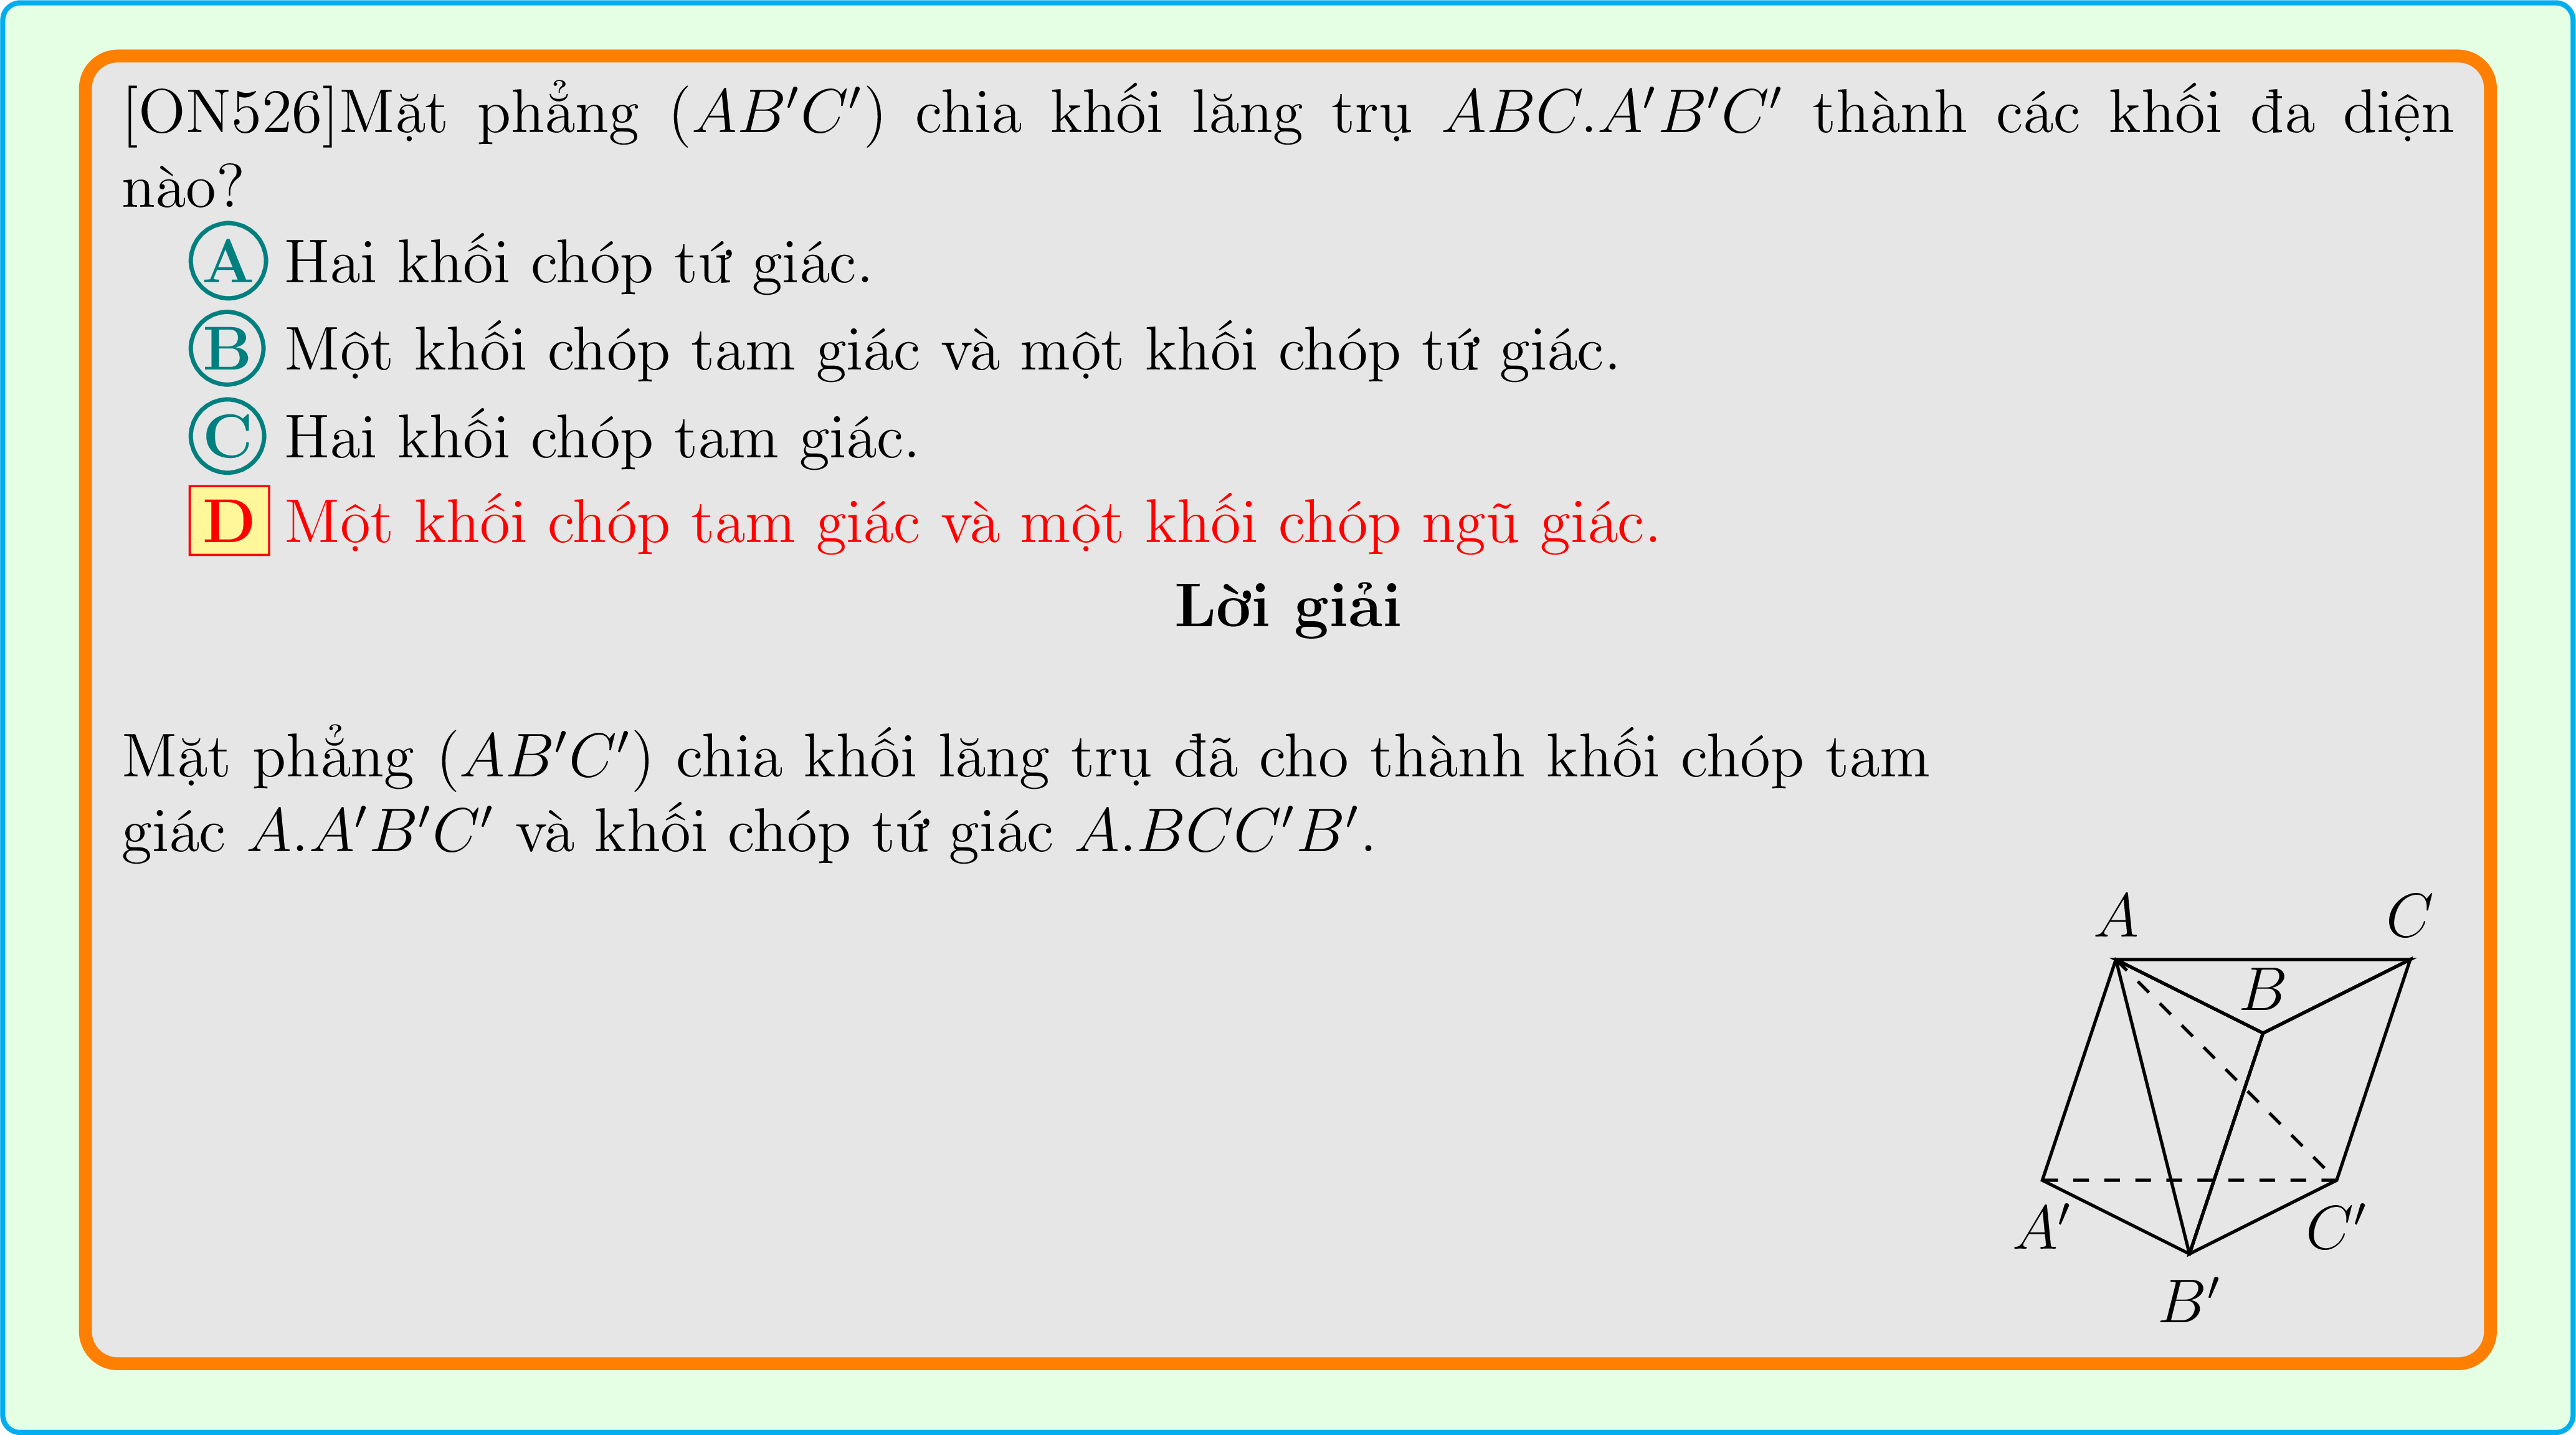 [ON526]Mặt phẳng (AB′C′) chia khối lăng trụ ABC.A′B′C′ thành các khối đa diện
nào?
A Hai khối chóp tứ giác.
B Một khối chóp tam giác và một khối chóp tứ giác.
C Hai khối chóp tam giác.
D Một khối chóp tam giác và một khối chóp ngũ giác.
Lời giải
Mặt phẳng (AB′C′) chia khối lăng trụ đã cho thành khối chóp tam
giác A.A′B′C′ và khối chóp tứ giác A.BCC′B′.
A C
B
A′ C′
B′